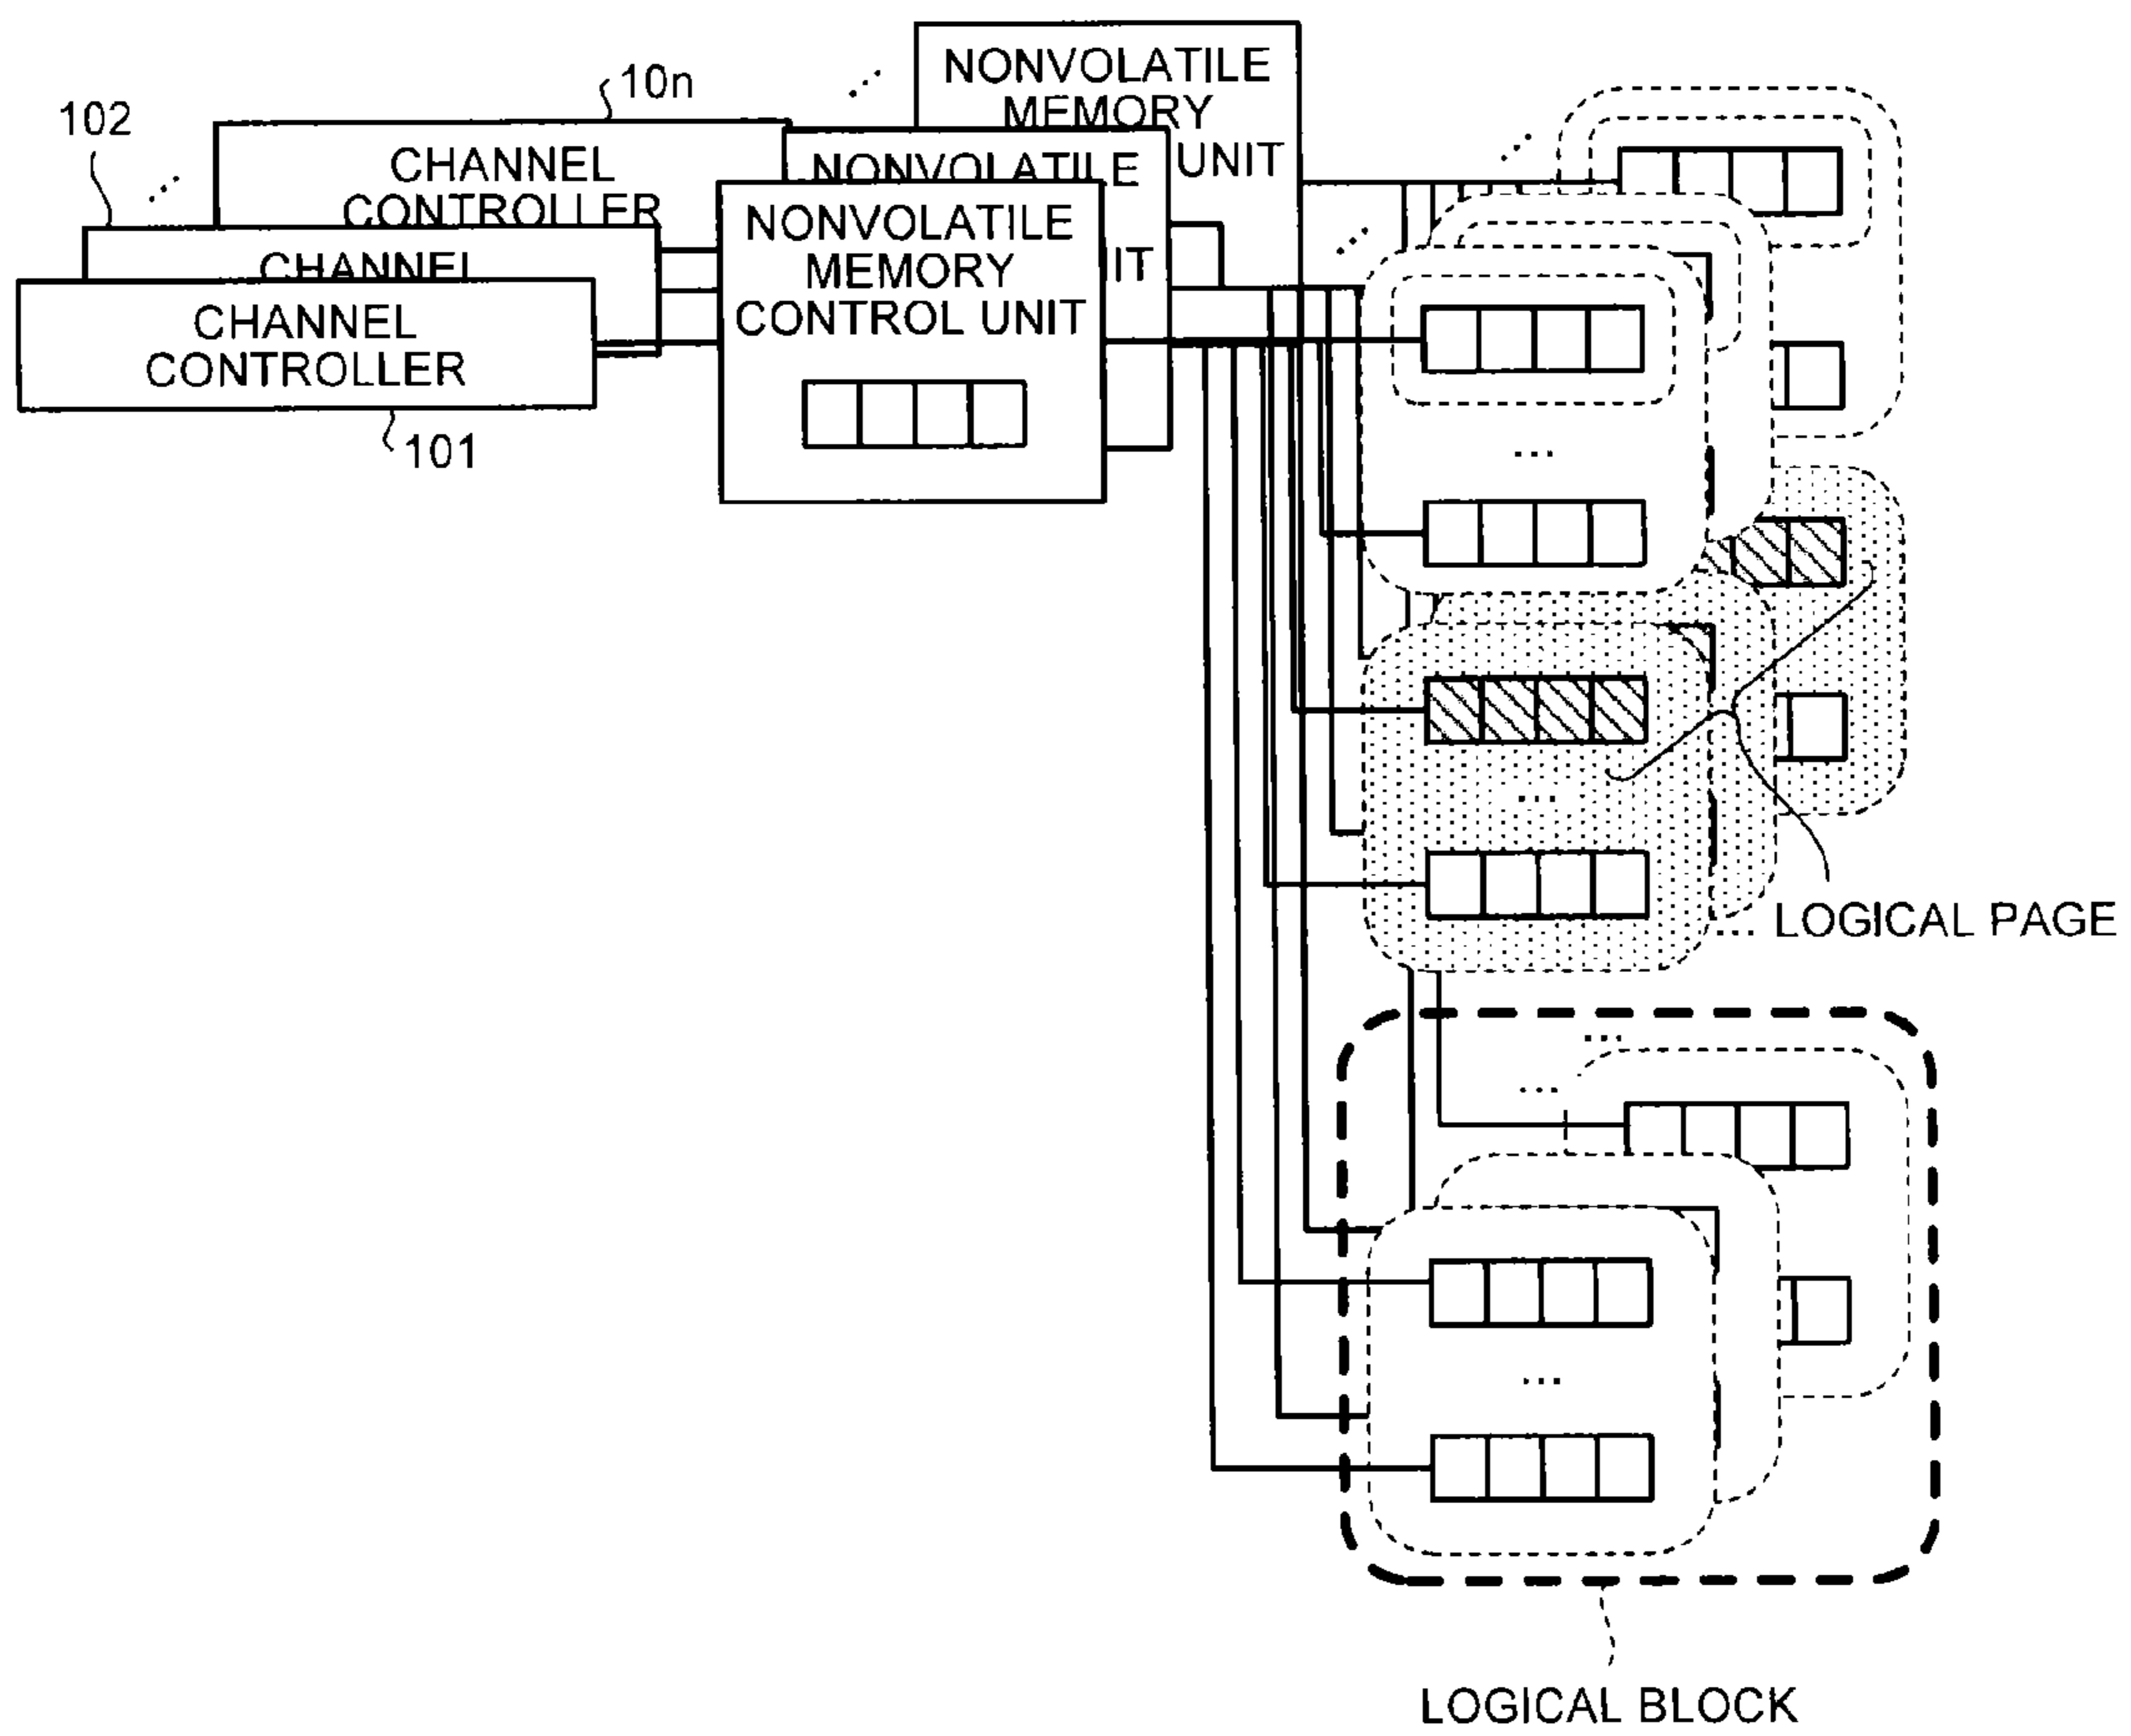 NONVOLATILE
MEMORY
UNIT
10n
102
CHANNEL
CONTROLLER
NONVOLATILE
IT
NONVOLATILE
MEMORY
CONTROL UNIT
CHANNEL
CHANNEL
CONTROLLER
101
LOGICAL PAGE
LOGICAL BLOCK